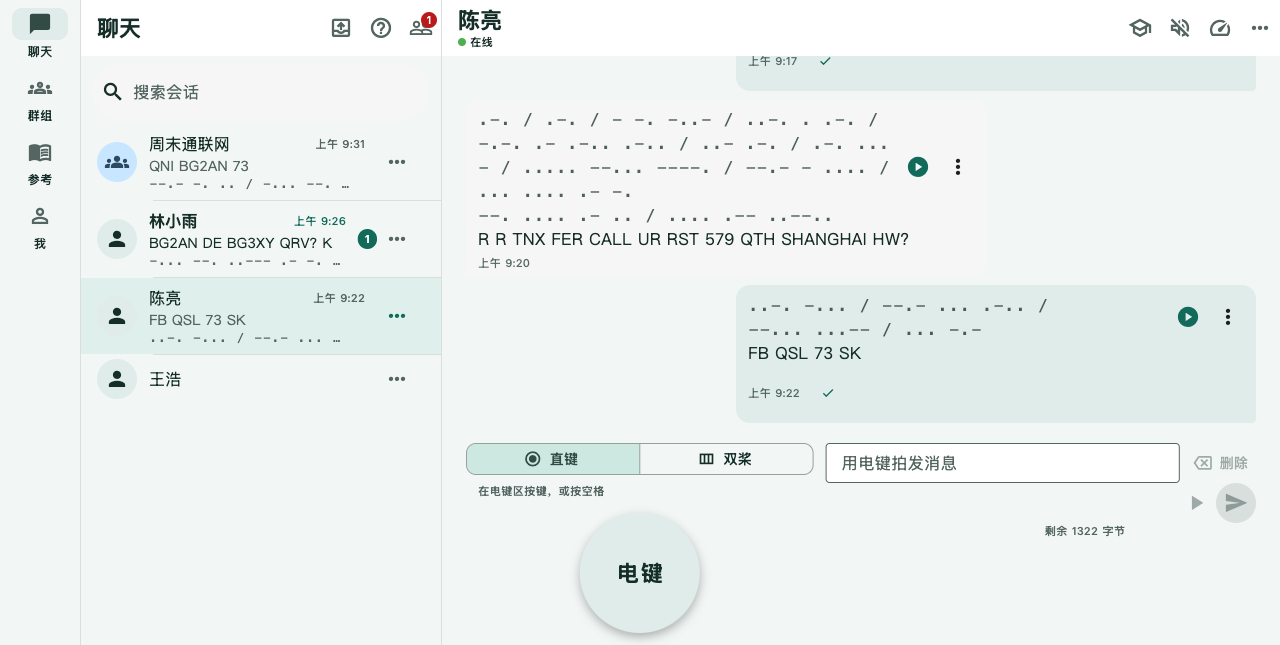 聊天
群组
参考
我
聊天
1
搜索会话
周末通联网
上午 9:31
QNI BG2AN 73
--.- -. .. / -... --. …
林小雨
上午 9:26
BG2AN DE BG3XY QRV? K
1
-... --. ..--- .- -. …
陈亮
上午 9:22
FB QSL 73 SK
..-. -... / --.- ... …
王浩
陈亮
在线
上午 9:17
.-. / .-. / - -. -..- / ..-. . .-. /
-.-. .- .-.. .-.. / ..- .-. / .-. ...
- / ..... --... ----. / --.- - .... /
... .... .- -.
--. .... .- .. / .... .-- ..--..
R R TNX FER CALL UR RST 579 QTH SHANGHAI HW?
上午 9:20
..-. -... / --.- ... .-.. /
--... ...-- / ... -.-
FB QSL 73 SK
上午 9:22
直键
双桨
用电键拍发消息
删除
在电键区按键，或按空格
剩余 1322 字节
电键